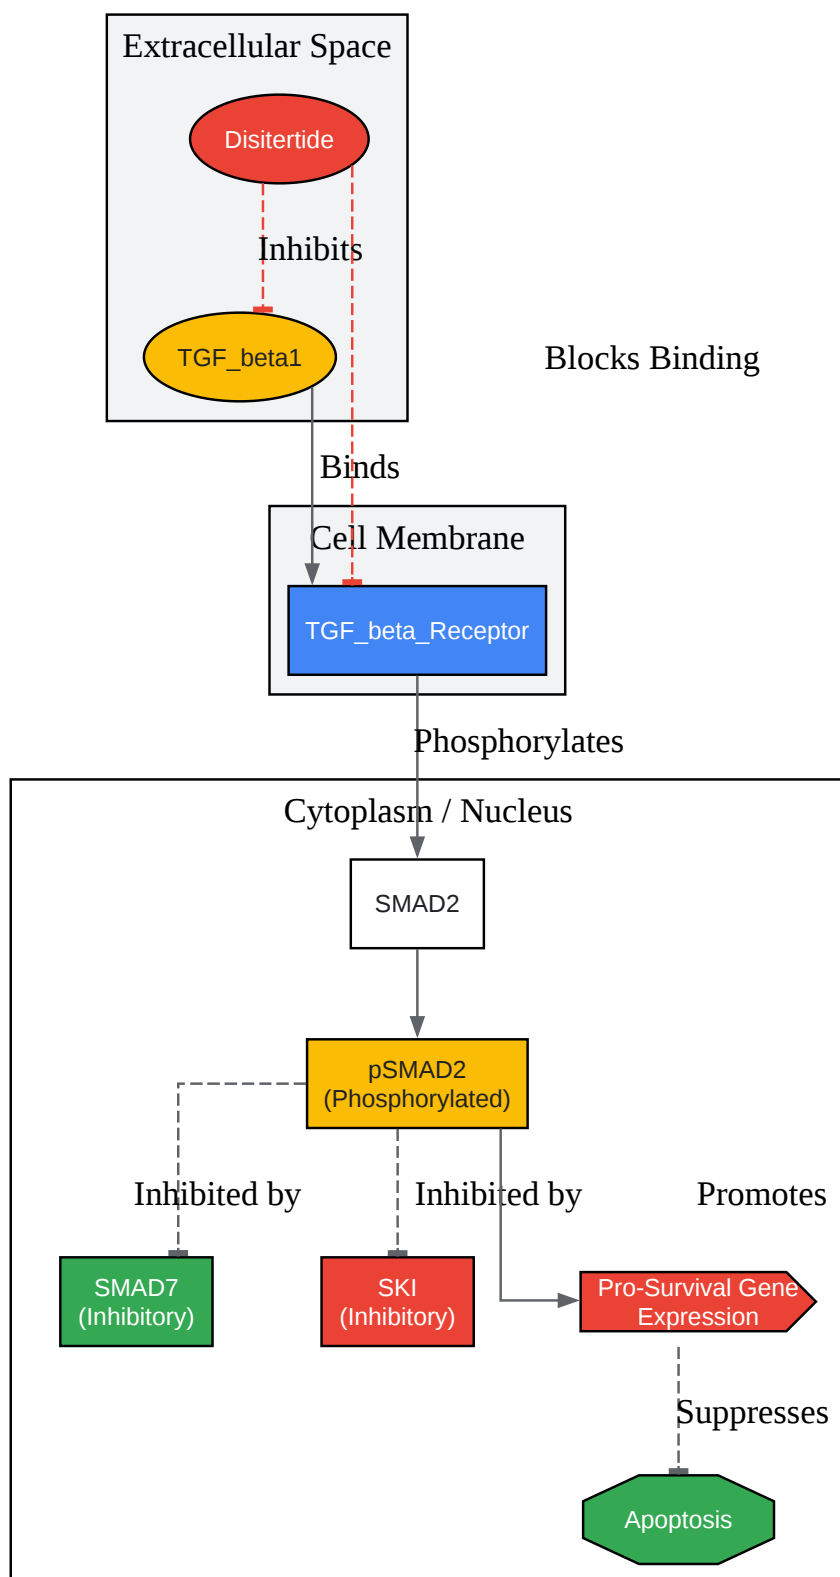 Extracellular Space
Disitertide
Inhibits
TGF_beta1
Blocks Binding
Binds
Cell Membrane
TGF_beta_Receptor
Phosphorylates
Cytoplasm / Nucleus
SMAD2
pSMAD2
(Phosphorylated)
Inhibited by
Inhibited by
Promotes
SMAD7
(Inhibitory)
SKI
(Inhibitory)
Pro-Survival Gene
Expression
Suppresses
Apoptosis